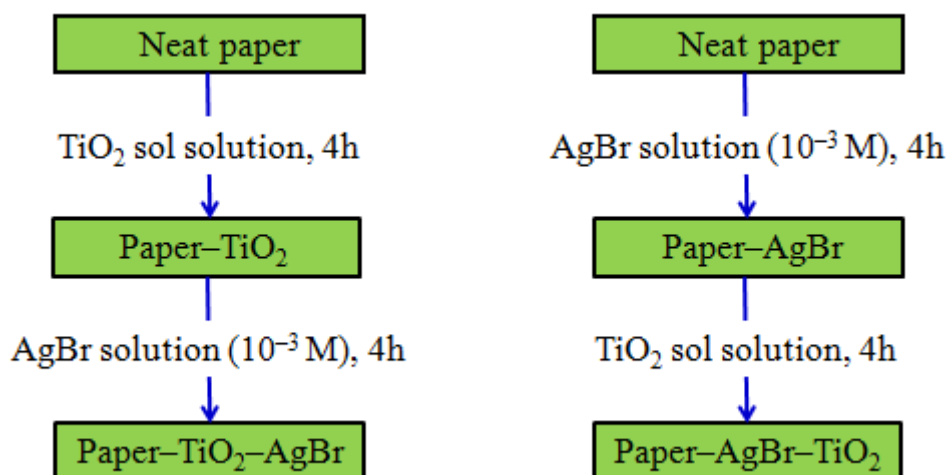 Neat paper
TiO₂ sol solution, 4h
Paper–TiO₂
AgBr solution (10⁻³ M), 4h
Paper–TiO₂–AgBr
Neat paper
AgBr solution (10⁻³ M), 4h
Paper–AgBr
TiO₂ sol solution, 4h
Paper–AgBr–TiO₂